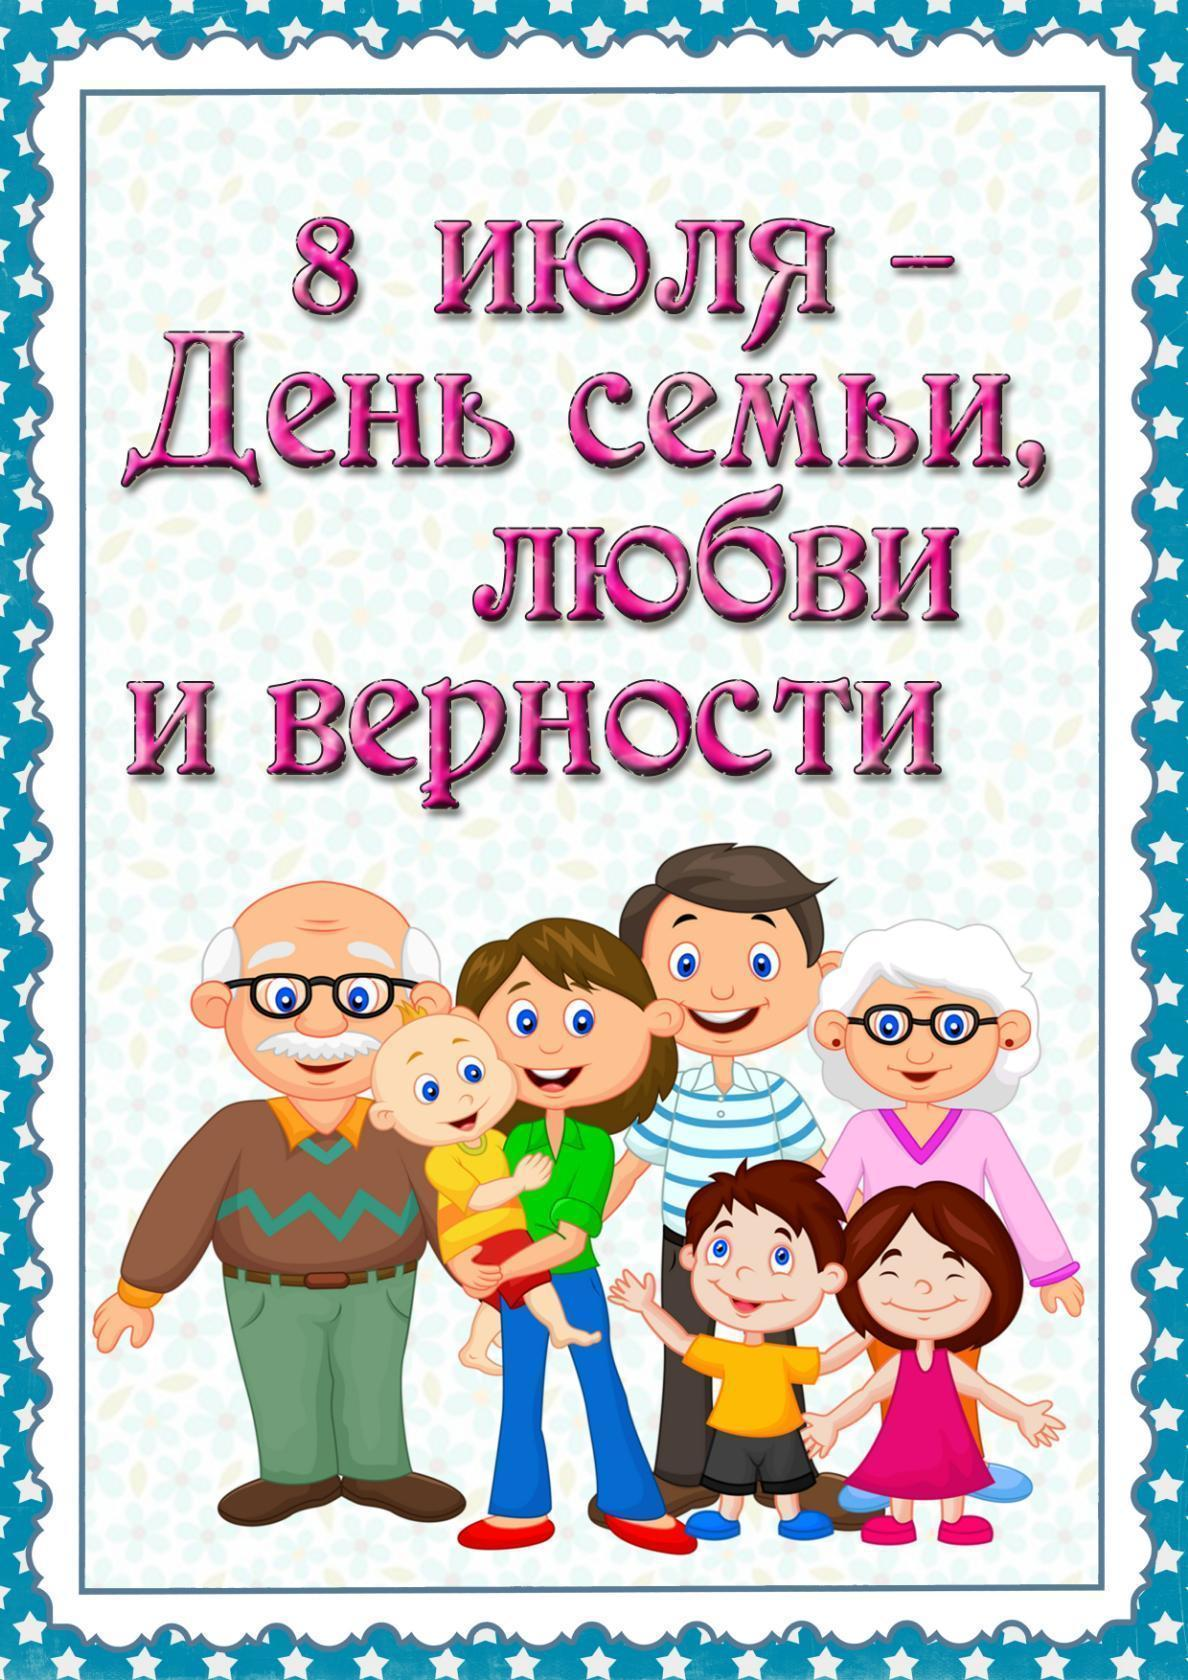 8 июля –
День семьи,
любви
и верности